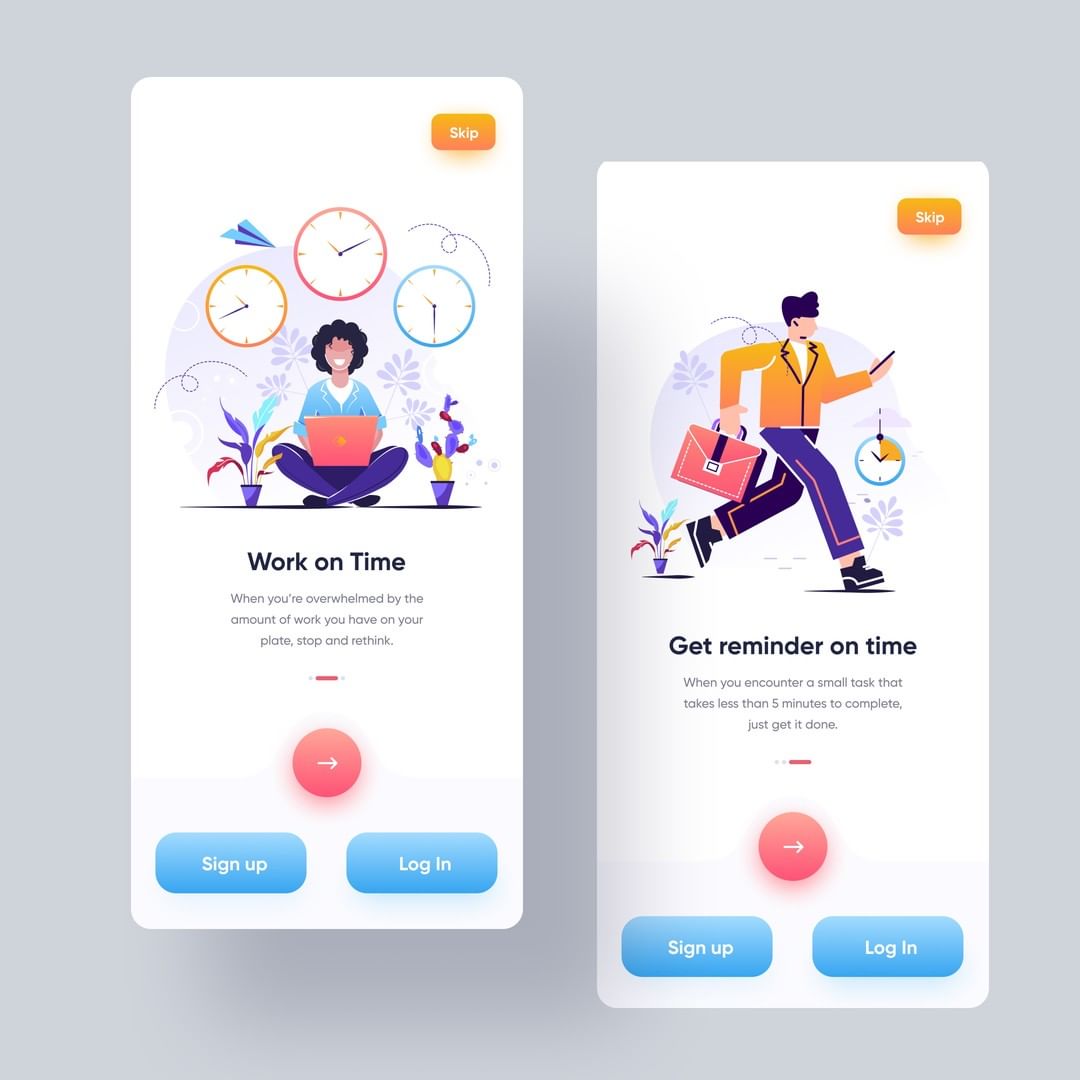 Skip
Work on Time
When you're overwhelmed by the
amount of work you have on your
plate, stop and rethink.
Sign up
Log In
Skip
Get reminder on time
When you encounter a small task that
takes less than 5 minutes to complete,
just get it done.
Sign up
Log In